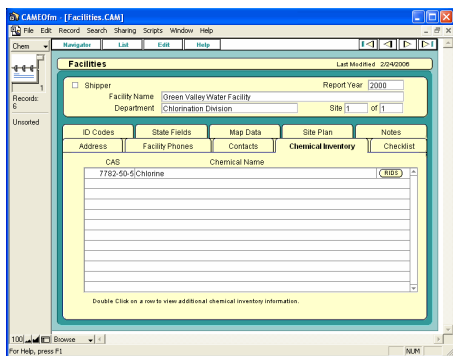 CAMEOfm - [Facilities.CAM]
File Edit Record Search Sharing Scripts Window Help
Chem Navigator List Edit Help
Facilities Last Modified 2/24/2006
Shipper Report Year 2000
Facility Name Green Valley Water Facility
Department Chlorination Division Site 1 of 1
1
Records:
6
Unsorted
ID Codes State Fields Map Data Site Plan Notes
Address Facility Phones Contacts Chemical Inventory Checklist
CAS Chemical Name
7782-50-5 Chlorine RIDS
Double Click on a row to view additional chemical inventory information.
100 Browse
For Help, press F1 NUM